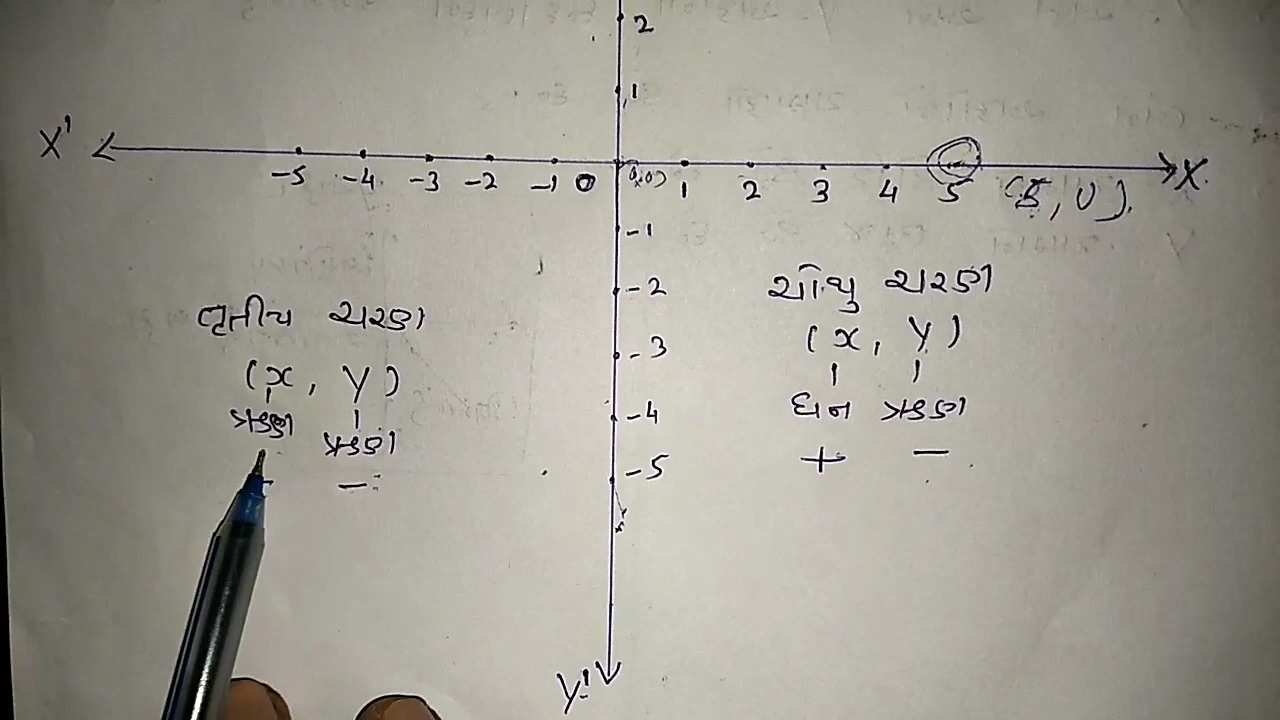 2
1
X' X
-5 -4 -3 -2 -1 0 (0,0) 1 2 3 4 5 (5, 0).
-1
-2
-3
-4
-5
તૃતીય ચરણ
(x, y)
ઋણ ઋણ
- -
ચોથુ ચરણ
(x, y)
ધન ઋણ
+ -
Y'